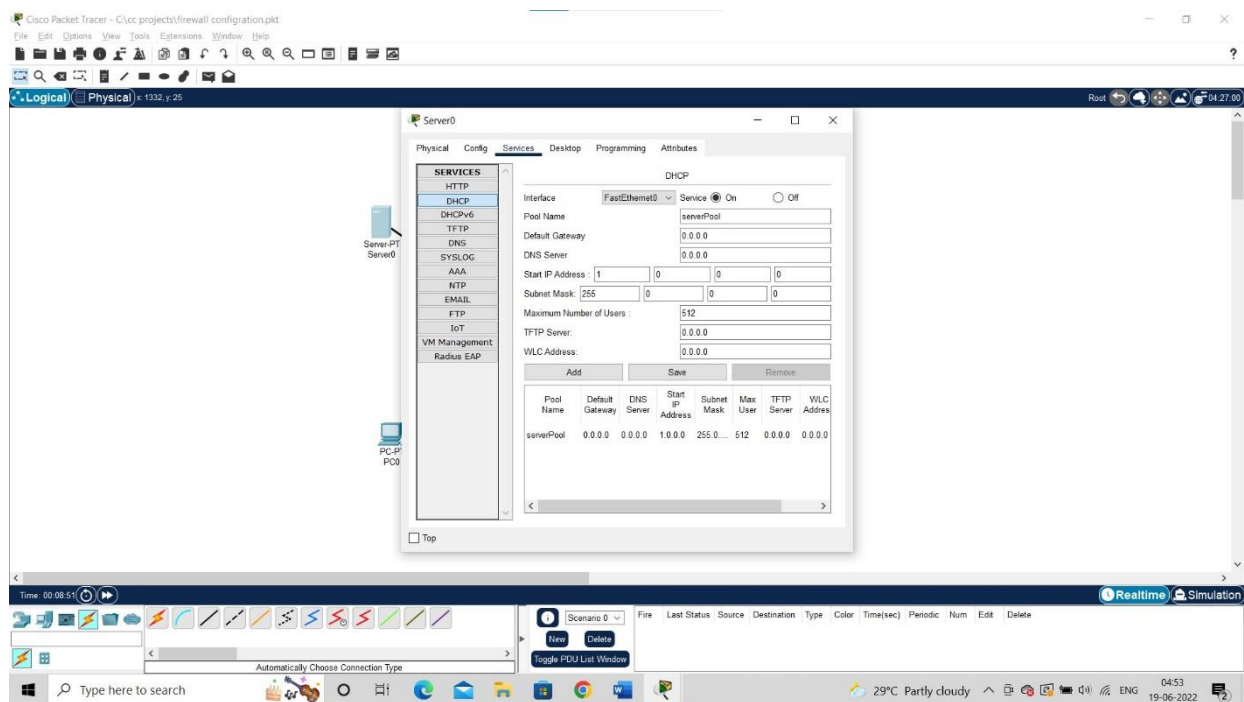 Cisco Packet Tracer - C:\cc projects\firewall configration.pkt
File Edit Options View Tools Extensions Window Help
?
Logical Physical x: 1332, y: 25 Root 04:27:00
Server0
Physical Config Services Desktop Programming Attributes
SERVICES
HTTP
DHCP
DHCPv6
TFTP
DNS
SYSLOG
AAA
NTP
EMAIL
FTP
IoT
VM Management
Radius EAP
DHCP
Interface FastEthernet0 Service On Off
Pool Name serverPool
Default Gateway 0.0.0.0
DNS Server 0.0.0.0
Start IP Address : 1 0 0 0
Subnet Mask: 255 0 0 0
Maximum Number of Users : 512
TFTP Server: 0.0.0.0
WLC Address: 0.0.0.0
Add Save Remove
Pool Name Default Gateway DNS Server Start IP Address Subnet Mask Max User TFTP Server WLC Addres
serverPool 0.0.0.0 0.0.0.0 1.0.0.0 255.0.... 512 0.0.0.0 0.0.0.0
Top
Server-PT
Server0
PC-P
PC0
Time: 00:08:51 Realtime Simulation
Scenario 0 Fire Last Status Source Destination Type Color Time(sec) Periodic Num Edit Delete
New Delete
Toggle PDU List Window
Automatically Choose Connection Type
Type here to search 29°C Partly cloudy ENG 04:53
19-06-2022
2